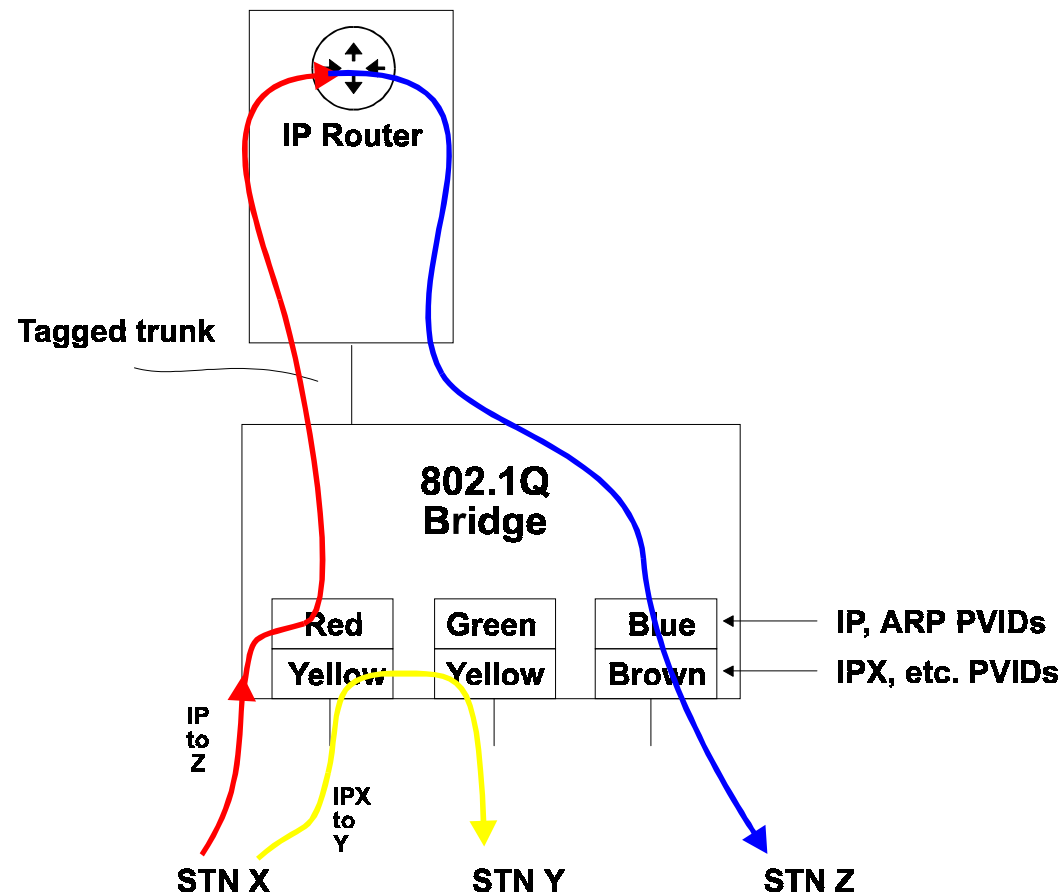 IP Router
Tagged trunk
802.1Q
Bridge
Red
Green
Blue
IP, ARP PVIDs
Yellow
Yellow
Brown
IPX, etc. PVIDs
IP
to
Z
IPX
to
Y
STN X
STN Y
STN Z